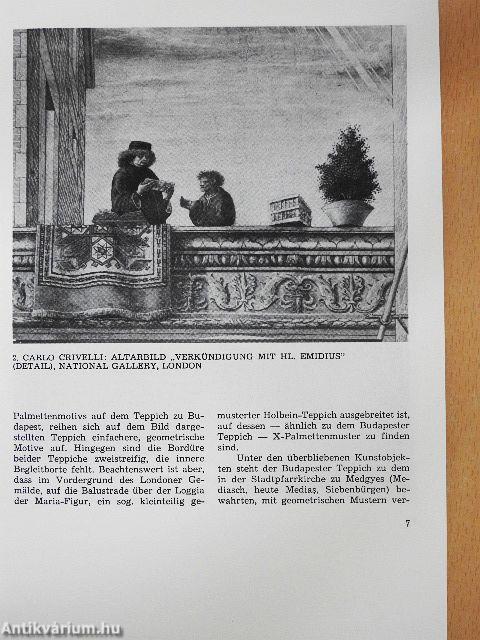 2. CARLO CRIVELLI: ALTARBILD „VERKÜNDIGUNG MIT HL. EMIDIUS"
(DETAIL), NATIONAL GALLERY, LONDON
Palmettenmotivs auf dem Teppich zu Bu-
dapest, reihen sich auf dem Bild darge-
stellten Teppich einfachere, geometrische
Motive auf. Hingegen sind die Bordüre
beider Teppiche zweistreifig, die innere
Begleitborte fehlt. Beachtenswert ist aber,
dass im Vordergrund des Londoner Ge-
mälde, auf die Balustrade über der Loggia
der Maria-Figur, ein sog. kleinteilig ge-
musterter Holbein-Teppich ausgebreitet ist,
auf dessen — ähnlich zu dem Budapester
Teppich — X-Palmettenmuster zu finden
sind.
Unter den überbliebenen Kunstobjek-
ten steht der Budapester Teppich zu dem
in der Stadtpfarrkirche zu Medgyes (Me-
diasch, heute Mediaş, Siebenbürgen) be-
wahrten, mit geometrischen Mustern ver-
7
Antikvárium.hu